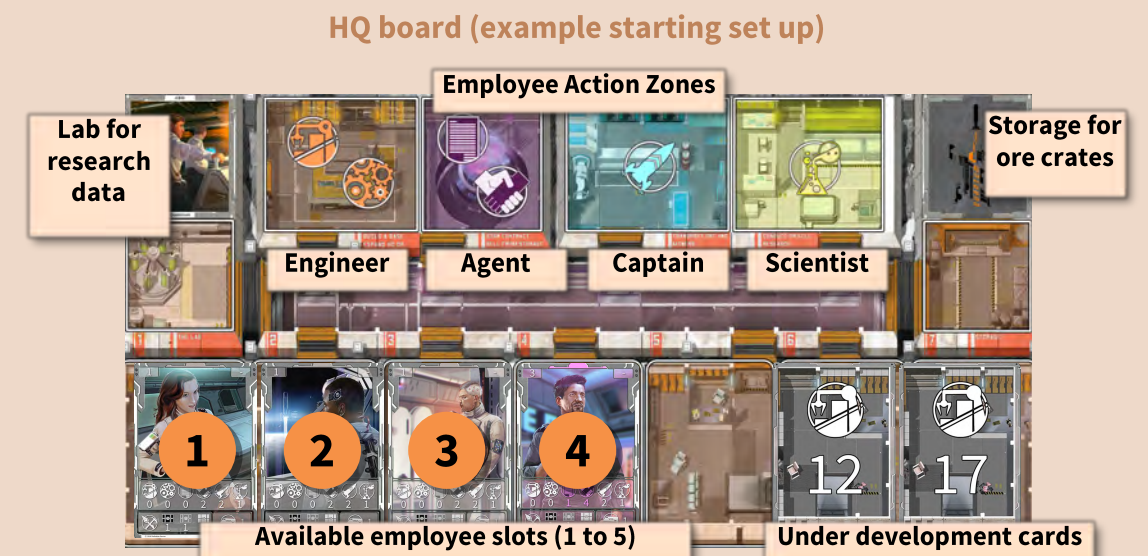 HQ board (example starting set up)
Employee Action Zones
Lab for
research
data
Storage for
ore crates
Engineer
Agent
Captain
Scientist
1
2
3
4
12
17
Available employee slots (1 to 5)
Under development cards